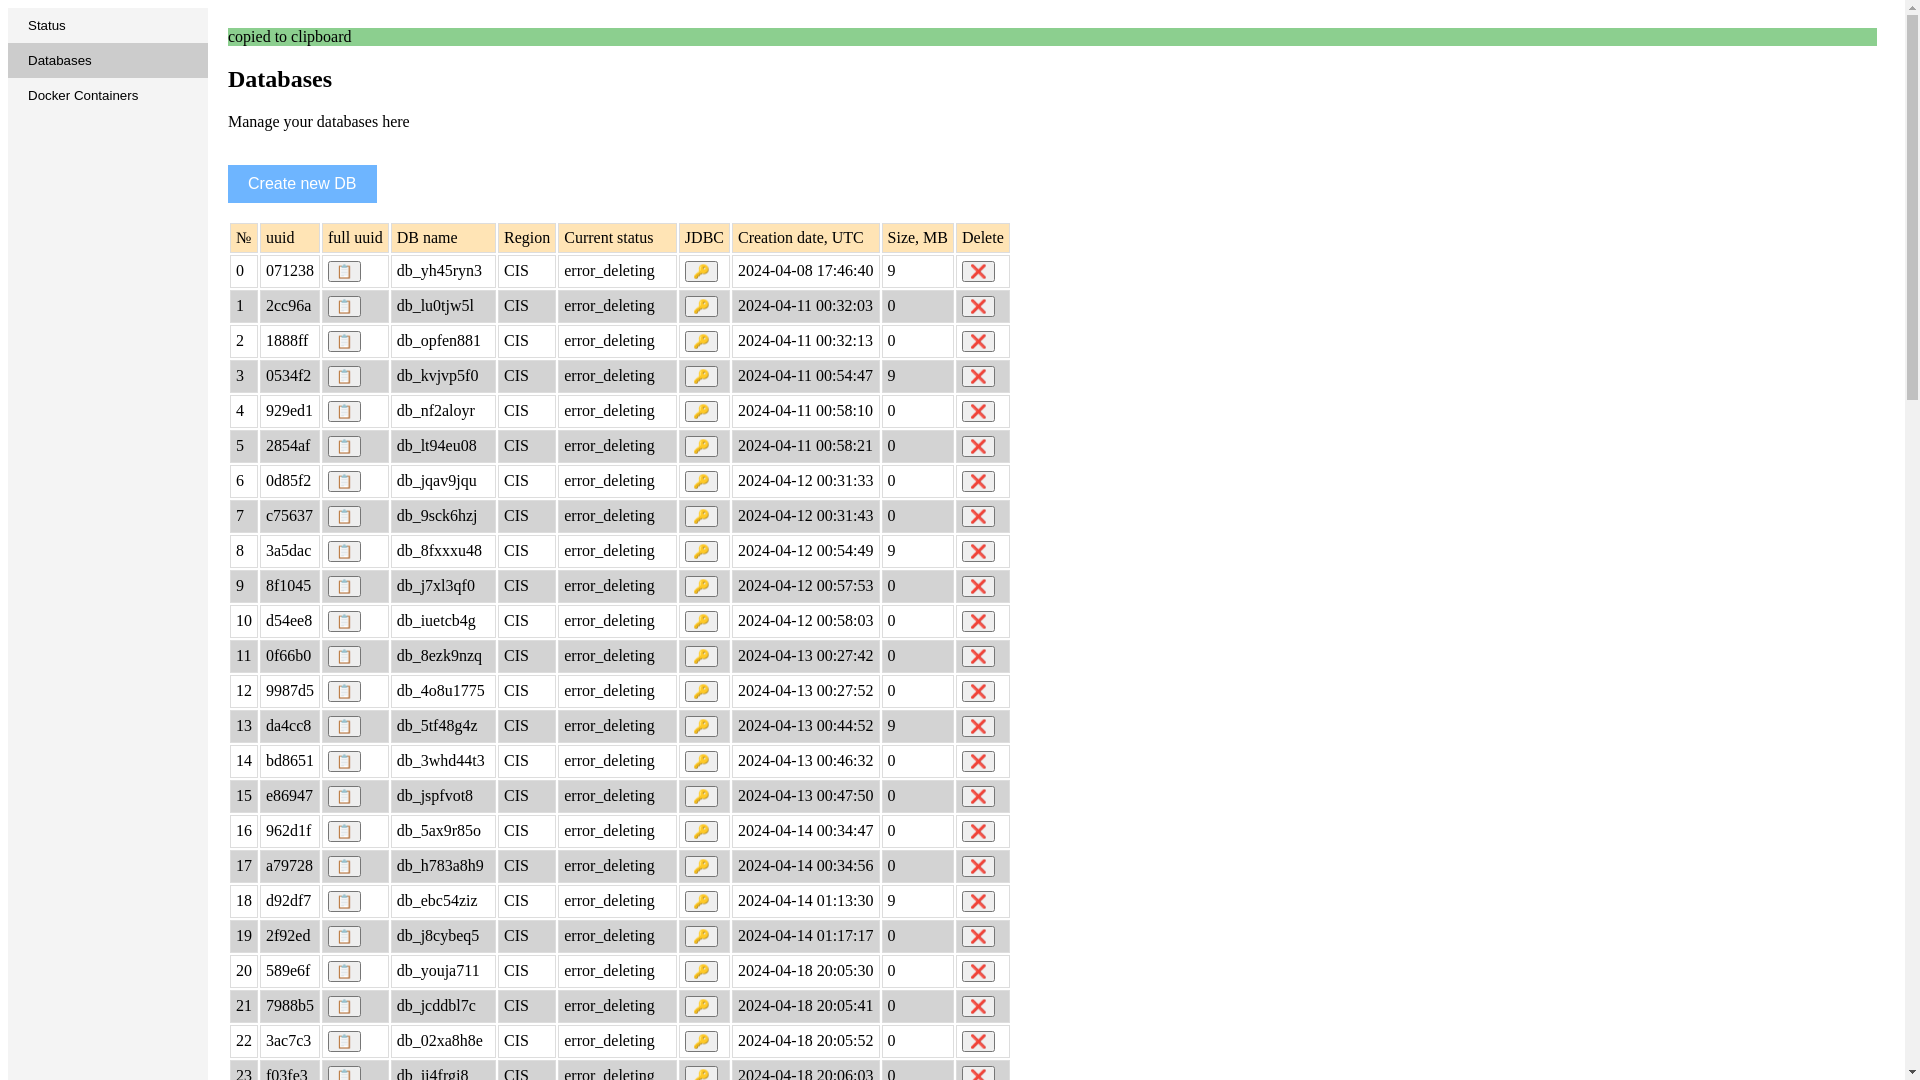 Status
Databases
Docker Containers
copied to clipboard
Databases
Manage your databases here
Create new DB
№ uuid full uuid DB name Region Current status JDBC Creation date, UTC Size, MB Delete
0 071238 db_yh45ryn3 CIS error_deleting 2024-04-08 17:46:40 9
1 2cc96a db_lu0tjw5l CIS error_deleting 2024-04-11 00:32:03 0
2 1888ff db_opfen881 CIS error_deleting 2024-04-11 00:32:13 0
3 0534f2 db_kvjvp5f0 CIS error_deleting 2024-04-11 00:54:47 9
4 929ed1 db_nf2aloyr CIS error_deleting 2024-04-11 00:58:10 0
5 2854af db_lt94eu08 CIS error_deleting 2024-04-11 00:58:21 0
6 0d85f2 db_jqav9jqu CIS error_deleting 2024-04-12 00:31:33 0
7 c75637 db_9sck6hzj CIS error_deleting 2024-04-12 00:31:43 0
8 3a5dac db_8fxxxu48 CIS error_deleting 2024-04-12 00:54:49 9
9 8f1045 db_j7xl3qf0 CIS error_deleting 2024-04-12 00:57:53 0
10 d54ee8 db_iuetcb4g CIS error_deleting 2024-04-12 00:58:03 0
11 0f66b0 db_8ezk9nzq CIS error_deleting 2024-04-13 00:27:42 0
12 9987d5 db_4o8u1775 CIS error_deleting 2024-04-13 00:27:52 0
13 da4cc8 db_5tf48g4z CIS error_deleting 2024-04-13 00:44:52 9
14 bd8651 db_3whd44t3 CIS error_deleting 2024-04-13 00:46:32 0
15 e86947 db_jspfvot8 CIS error_deleting 2024-04-13 00:47:50 0
16 962d1f db_5ax9r85o CIS error_deleting 2024-04-14 00:34:47 0
17 a79728 db_h783a8h9 CIS error_deleting 2024-04-14 00:34:56 0
18 d92df7 db_ebc54ziz CIS error_deleting 2024-04-14 01:13:30 9
19 2f92ed db_j8cybeq5 CIS error_deleting 2024-04-14 01:17:17 0
20 589e6f db_youja711 CIS error_deleting 2024-04-18 20:05:30 0
21 7988b5 db_jcddbl7c CIS error_deleting 2024-04-18 20:05:41 0
22 3ac7c3 db_02xa8h8e CIS error_deleting 2024-04-18 20:05:52 0
23 f03fe3 CIS error_deleting 2024-04-18 20:06:03 0